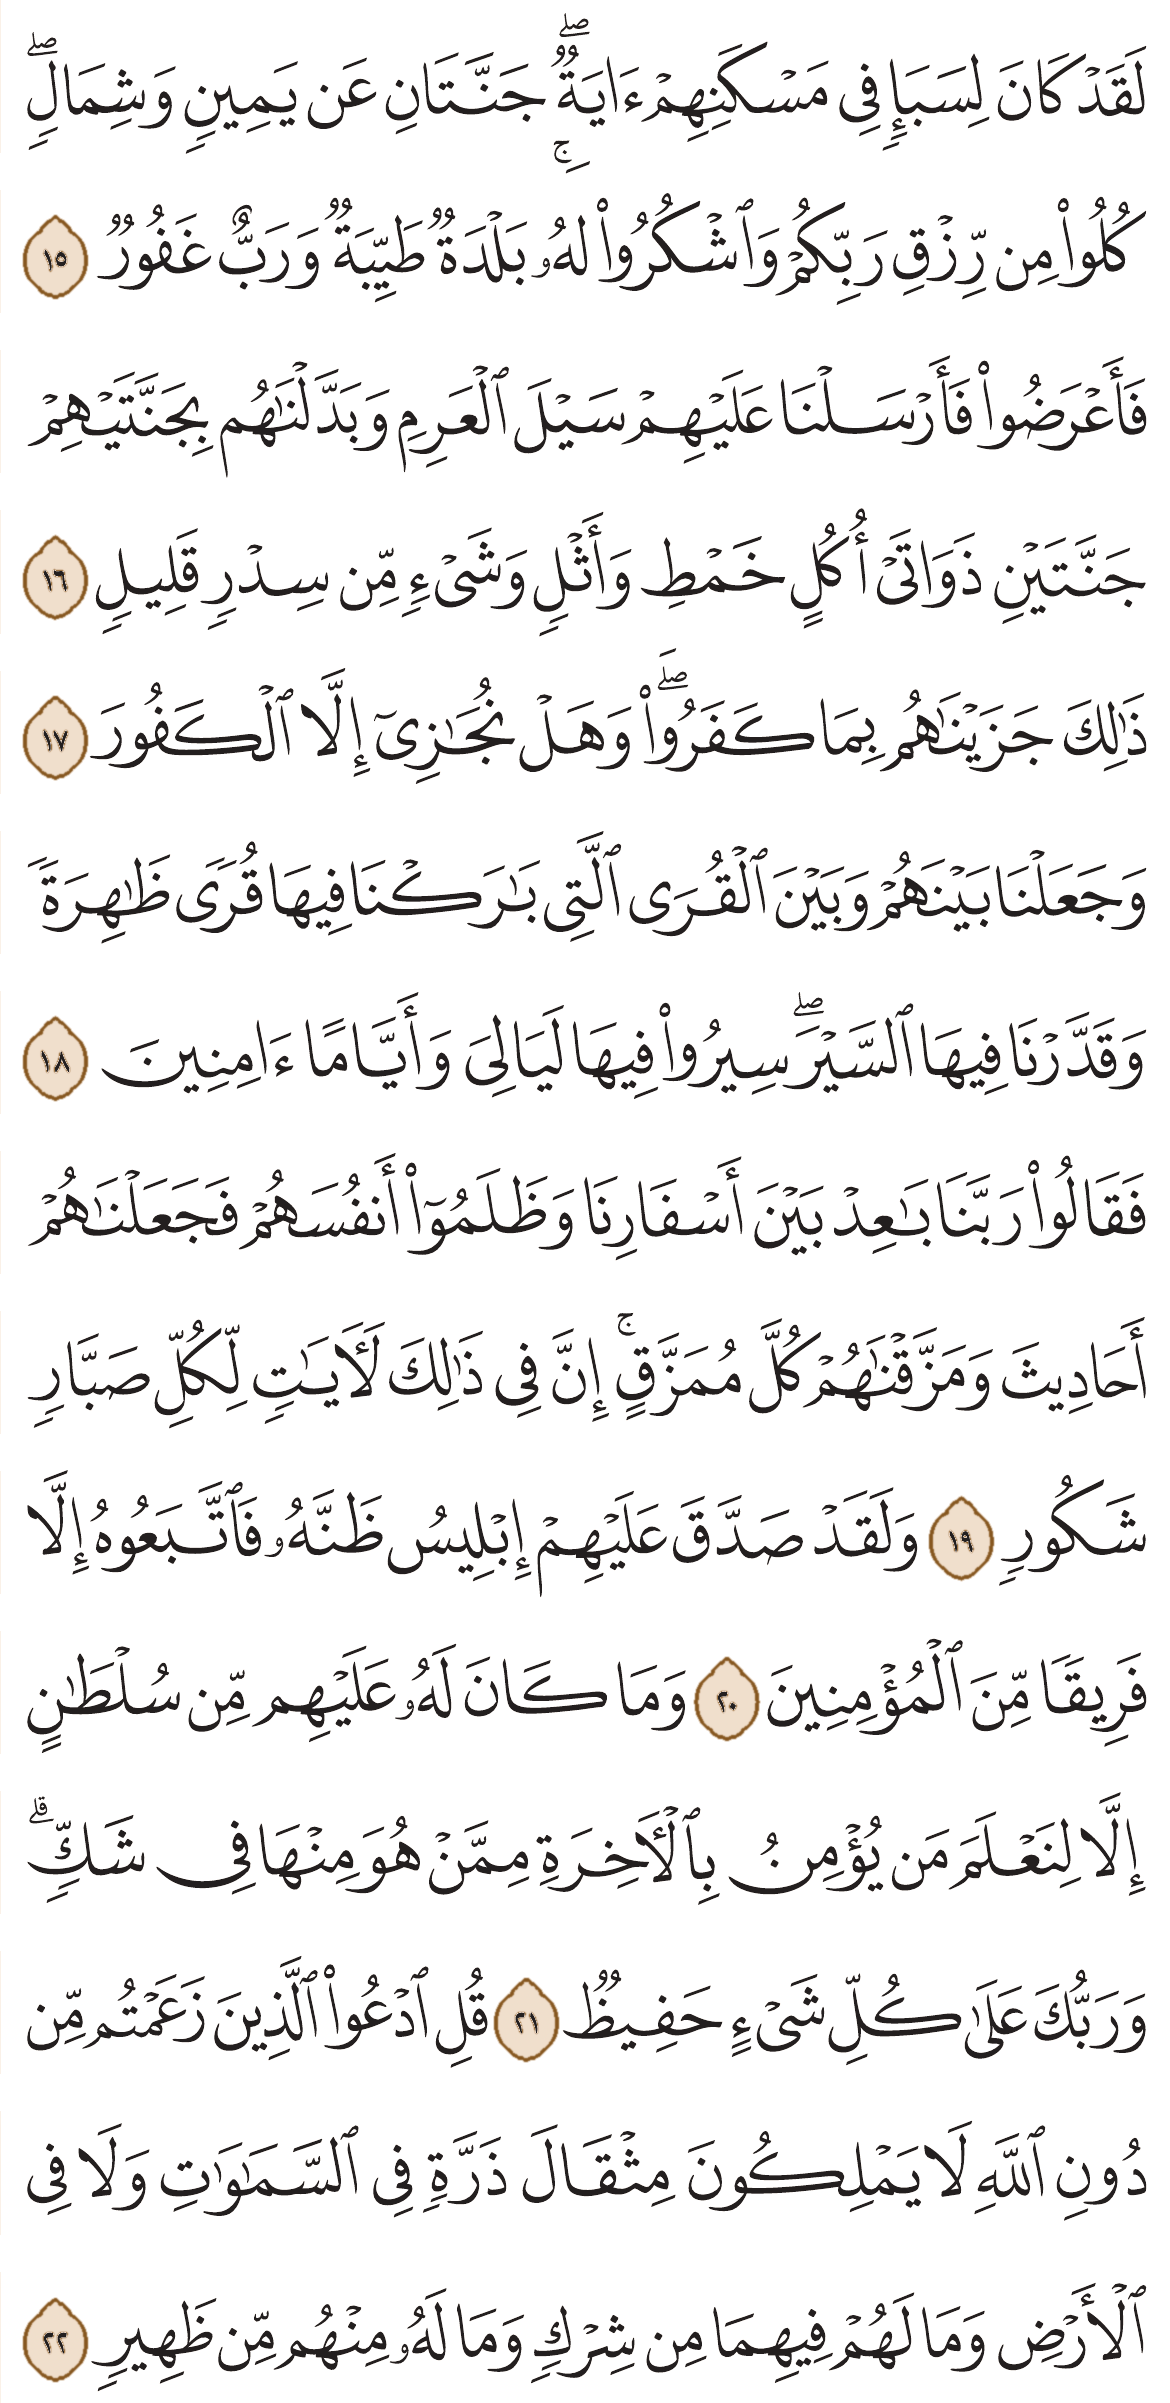 لَقَدۡ كَانَ لِسَبَإٖ فِي مَسۡكَنِهِمۡ ءَايَةٞۖ جَنَّتَانِ عَن يَمِينٖ وَشِمَالٖۖ
كُلُواْ مِن رِّزۡقِ رَبِّكُمۡ وَٱشۡكُرُواْ لَهُۥۚ بَلۡدَةٞ طَيِّبَةٞ وَرَبٌّ غَفُورٞ ١٥
فَأَعۡرَضُواْ فَأَرۡسَلۡنَا عَلَيۡهِمۡ سَيۡلَ ٱلۡعَرِمِ وَبَدَّلۡنَٰهُم بِجَنَّتَيۡهِمۡ
جَنَّتَيۡنِ ذَوَاتَيۡ أُكُلٍ خَمۡطٖ وَأَثۡلٖ وَشَيۡءٖ مِّن سِدۡرٖ قَلِيلٖ ١٦
ذَٰلِكَ جَزَيۡنَٰهُم بِمَا كَفَرُواْۖ وَهَلۡ نُجَٰزِيٓ إِلَّا ٱلۡكَفُورَ ١٧
وَجَعَلۡنَا بَيۡنَهُمۡ وَبَيۡنَ ٱلۡقُرَى ٱلَّتِي بَٰرَكۡنَا فِيهَا قُرٗى ظَٰهِرَةٗ
وَقَدَّرۡنَا فِيهَا ٱلسَّيۡرَۖ سِيرُواْ فِيهَا لَيَالِيَ وَأَيَّامًا ءَامِنِينَ ١٨
فَقَالُواْ رَبَّنَا بَٰعِدۡ بَيۡنَ أَسۡفَارِنَا وَظَلَمُوٓاْ أَنفُسَهُمۡ فَجَعَلۡنَٰهُمۡ
أَحَادِيثَ وَمَزَّقۡنَٰهُمۡ كُلَّ مُمَزَّقٍۚ إِنَّ فِي ذَٰلِكَ لَأٓيَٰتٖ لِّكُلِّ صَبَّارٖ
شَكُورٖ ١٩ وَلَقَدۡ صَدَّقَ عَلَيۡهِمۡ إِبۡلِيسُ ظَنَّهُۥ فَٱتَّبَعُوهُ إِلَّا
فَرِيقٗا مِّنَ ٱلۡمُؤۡمِنِينَ ٢٠ وَمَا كَانَ لَهُۥ عَلَيۡهِم مِّن سُلۡطَٰنٍ
إِلَّا لِنَعۡلَمَ مَن يُؤۡمِنُ بِٱلۡأٓخِرَةِ مِمَّنۡ هُوَ مِنۡهَا فِي شَكّٖۗ
وَرَبُّكَ عَلَىٰ كُلِّ شَيۡءٍ حَفِيظٞ ٢١ قُلِ ٱدۡعُواْ ٱلَّذِينَ زَعَمۡتُم مِّن
دُونِ ٱللَّهِ لَا يَمۡلِكُونَ مِثۡقَالَ ذَرَّةٖ فِي ٱلسَّمَٰوَٰتِ وَلَا فِي
ٱلۡأَرۡضِ وَمَا لَهُمۡ فِيهِمَا مِن شِرۡكٖ وَمَا لَهُۥ مِنۡهُم مِّن ظَهِيرٖ ٢٢